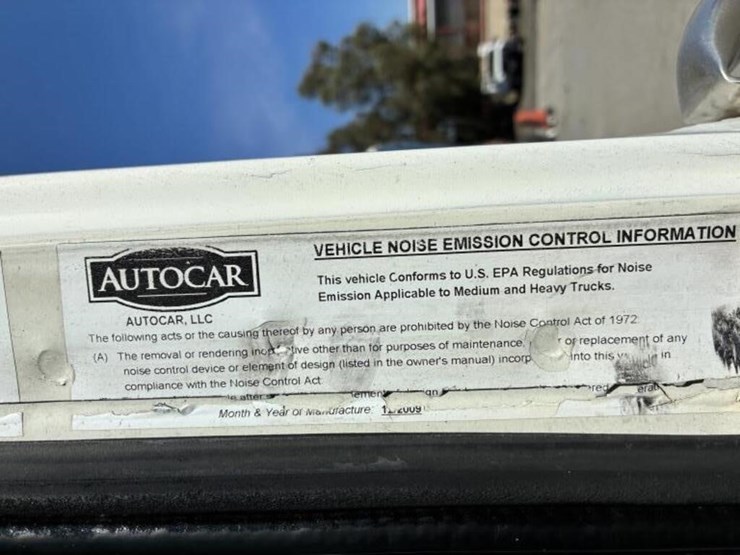 AUTOCAR
AUTOCAR, LLC
VEHICLE NOISE EMISSION CONTROL INFORMATION
This vehicle Conforms to U.S. EPA Regulations for Noise
Emission Applicable to Medium and Heavy Trucks.
The following acts or the causing thereof by any person are prohibited by the Noise Control Act of 1972
(A) The removal or rendering other than for purposes of maintenance, or replacement of any
noise control device or element of design (listed in the owner's manual) into this in
compliance with the Noise Control Act
after
Month & Year of Manufacture: